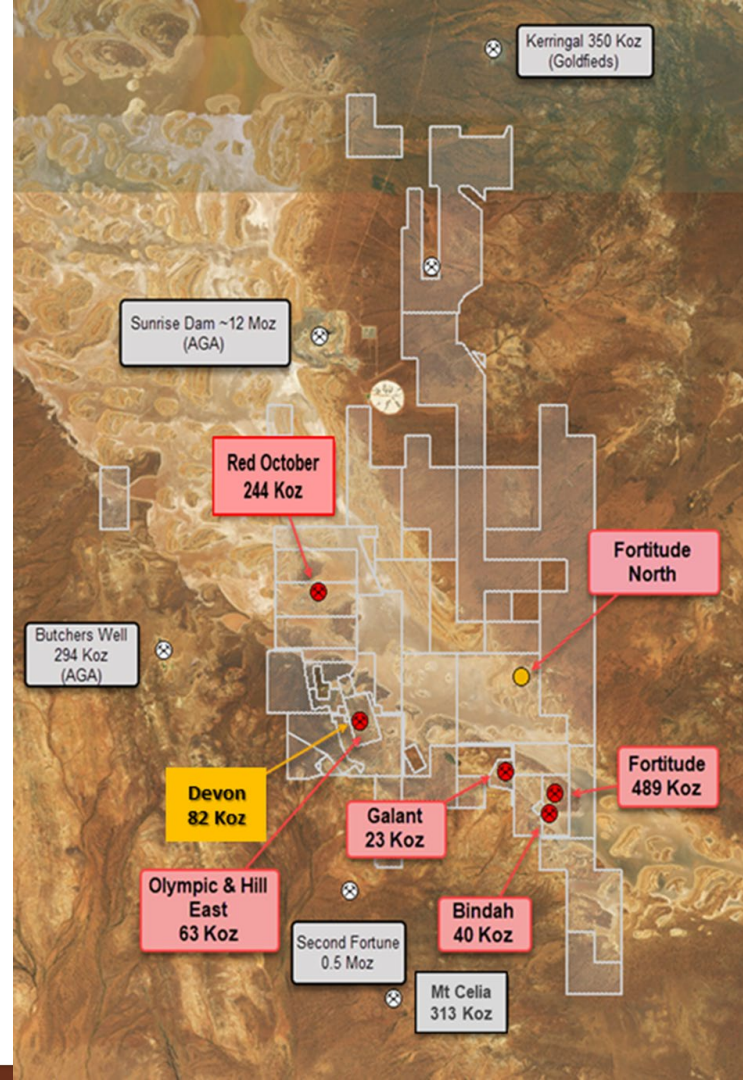 Kerringal 350 Koz
(Goldfieds)
Sunrise Dam ~12 Moz
(AGA)
Red October
244 Koz
Fortitude
North
Butchers Well
294 Koz
(AGA)
Devon
82 Koz
Fortitude
489 Koz
Galant
23 Koz
Olympic & Hill
East
63 Koz
Bindah
40 Koz
Second Fortune
0.5 Moz
Mt Celia
313 Koz